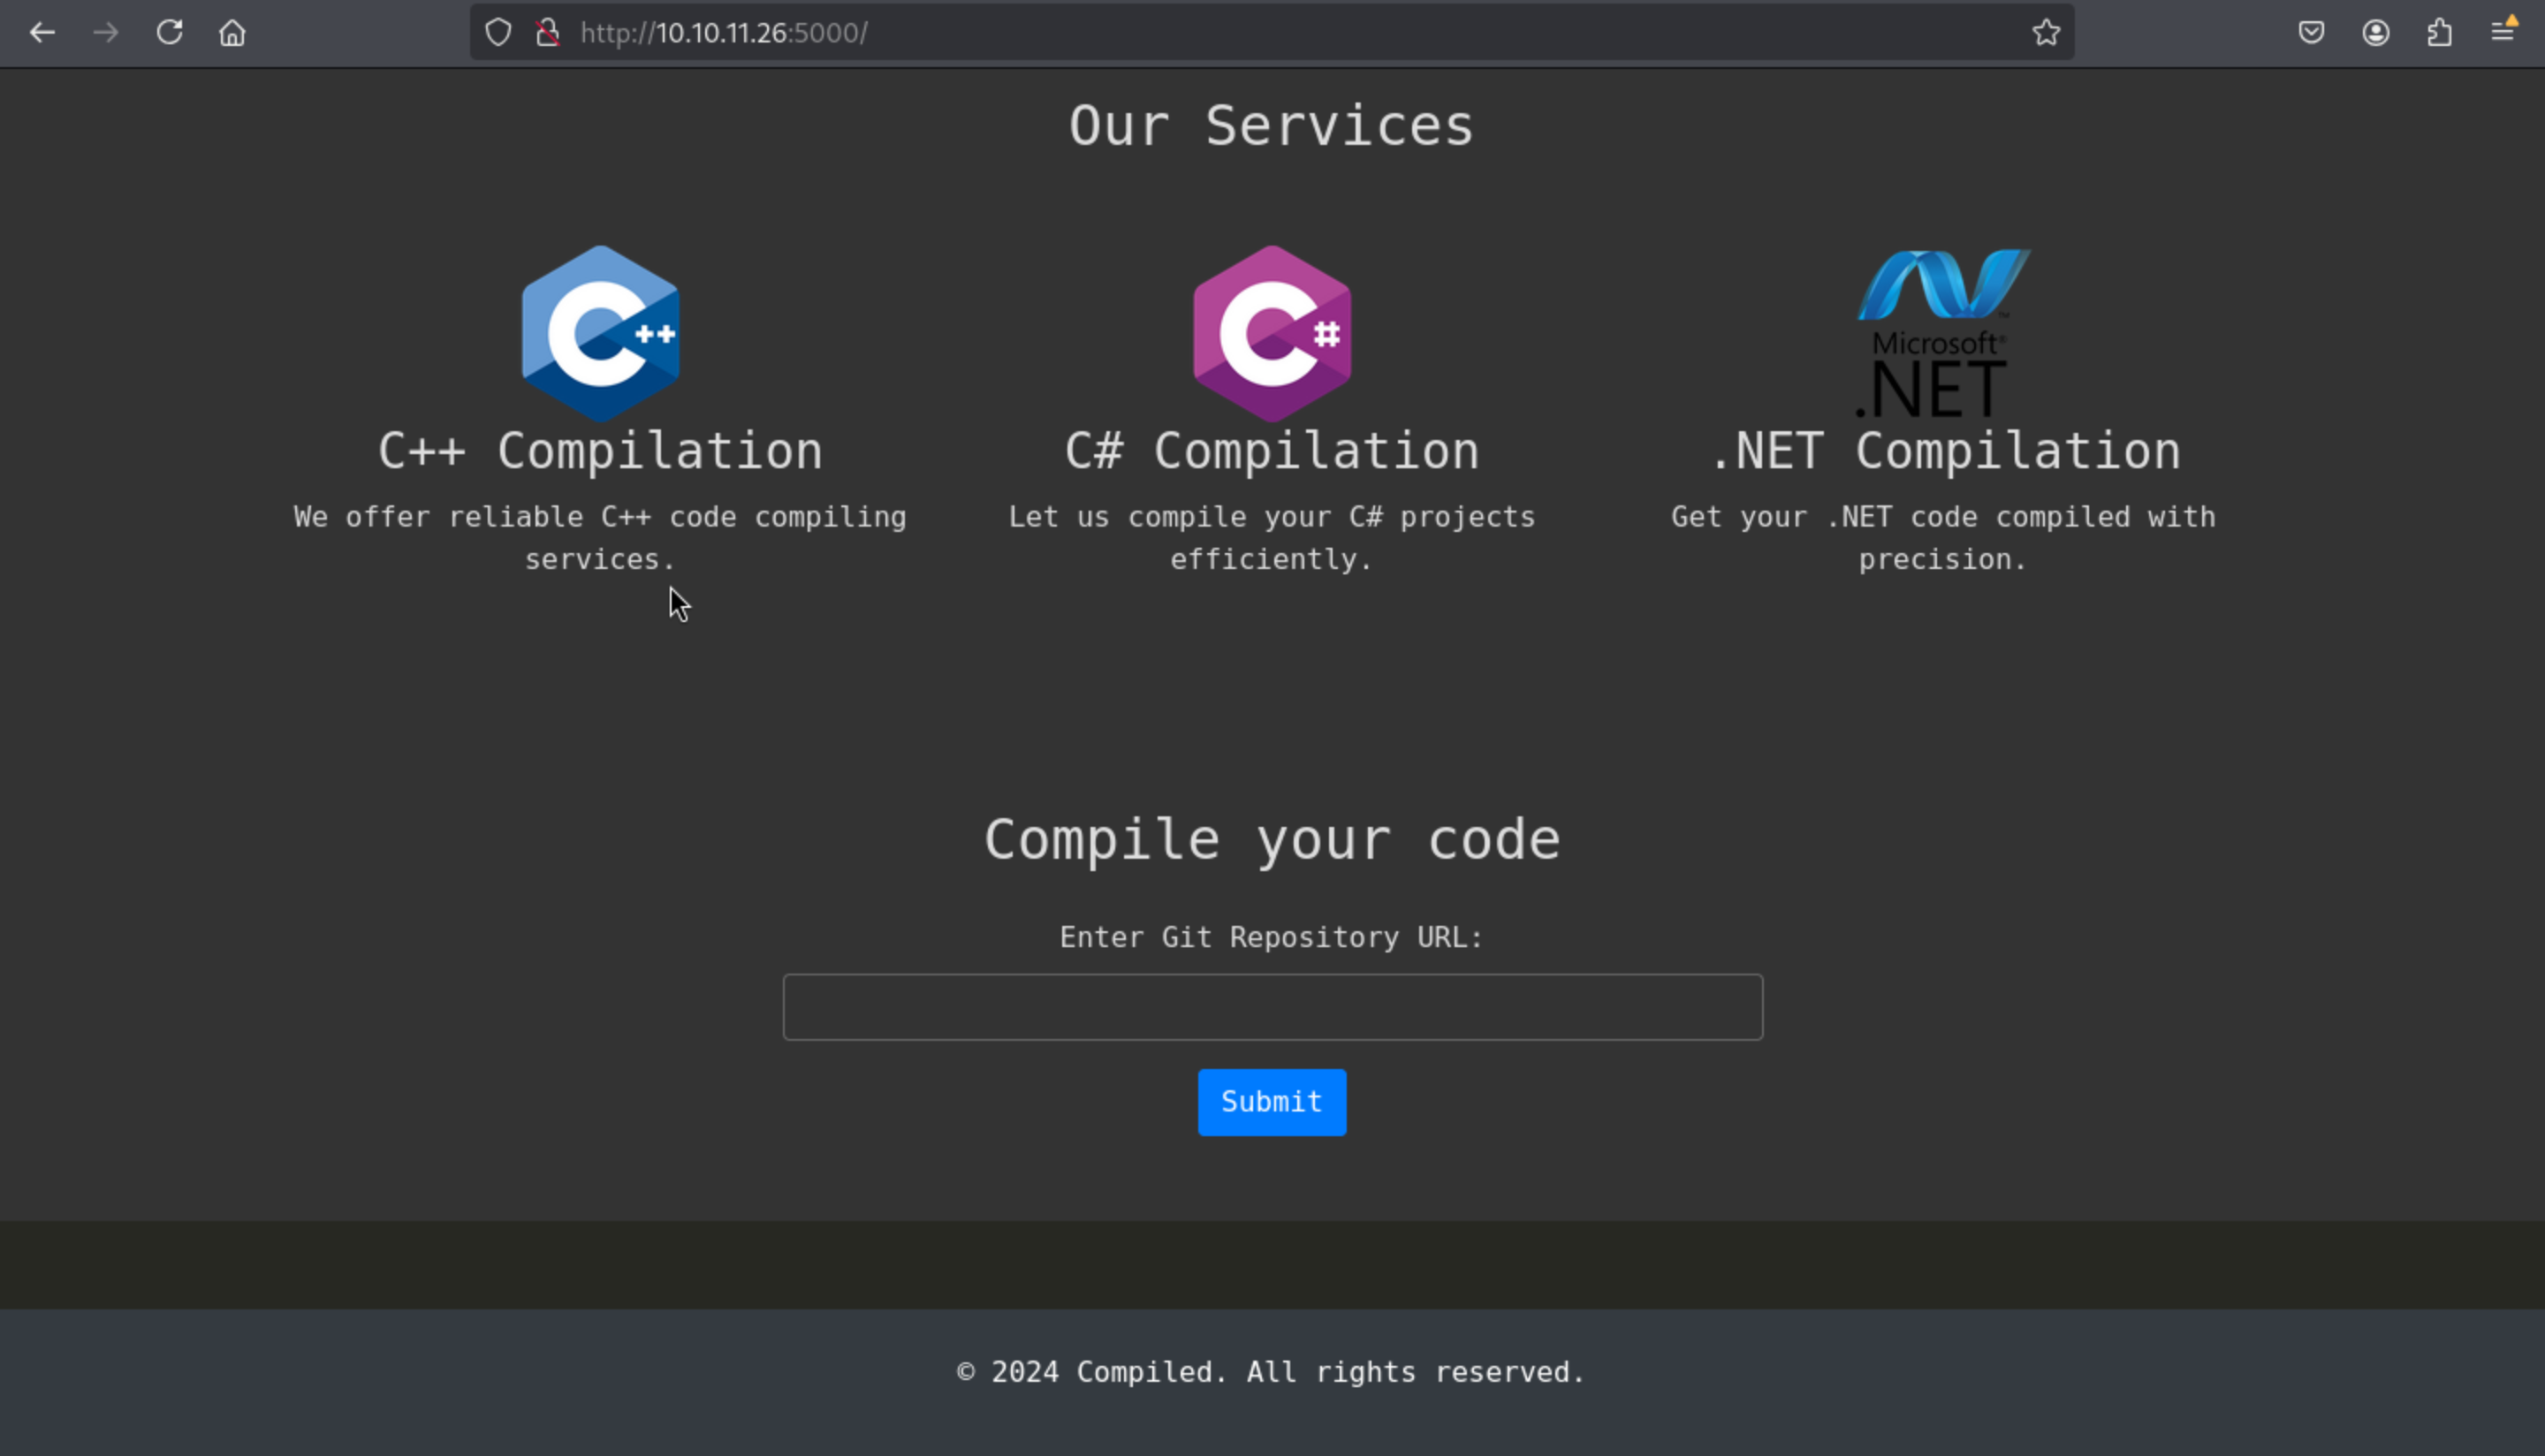 http://10.10.11.26:5000/
Our Services
C++
C#
Microsoft®
.NET
C++ Compilation
C# Compilation
.NET Compilation
We offer reliable C++ code compiling
services.
Let us compile your C# projects
efficiently.
Get your .NET code compiled with
precision.
Compile your code
Enter Git Repository URL:
Submit
© 2024 Compiled. All rights reserved.